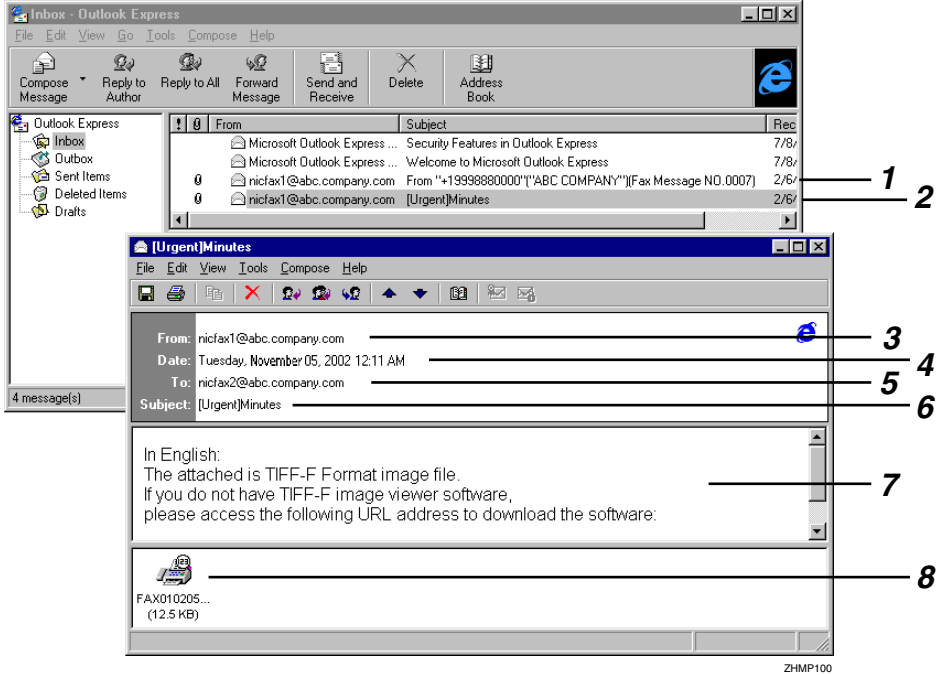 Inbox - Outlook Express
File Edit View Go Tools Compose Help
Compose Message Reply to Author Reply to All Forward Message Send and Receive Delete Address Book
Outlook Express
Inbox
Outbox
Sent Items
Deleted Items
Drafts
! From Subject Rec
Microsoft Outlook Express ... Security Features in Outlook Express 7/8/
Microsoft Outlook Express ... Welcome to Microsoft Outlook Express 7/8/
nicfax1@abc.company.com From "+19998880000"("ABC COMPANY")(Fax Message NO.0007) 2/6/ 1
nicfax1@abc.company.com [Urgent]Minutes 2/6/ 2
4 message(s)
[Urgent]Minutes
File Edit View Tools Compose Help
From: nicfax1@abc.company.com 3
Date: Tuesday, November 05, 2002 12:11 AM 4
To: nicfax2@abc.company.com 5
Subject: [Urgent]Minutes 6
In English:
The attached is TIFF-F Format image file.
If you do not have TIFF-F image viewer software, 7
please access the following URL address to download the software:
8
FAX010205...
(12.5 KB)
ZHMP100